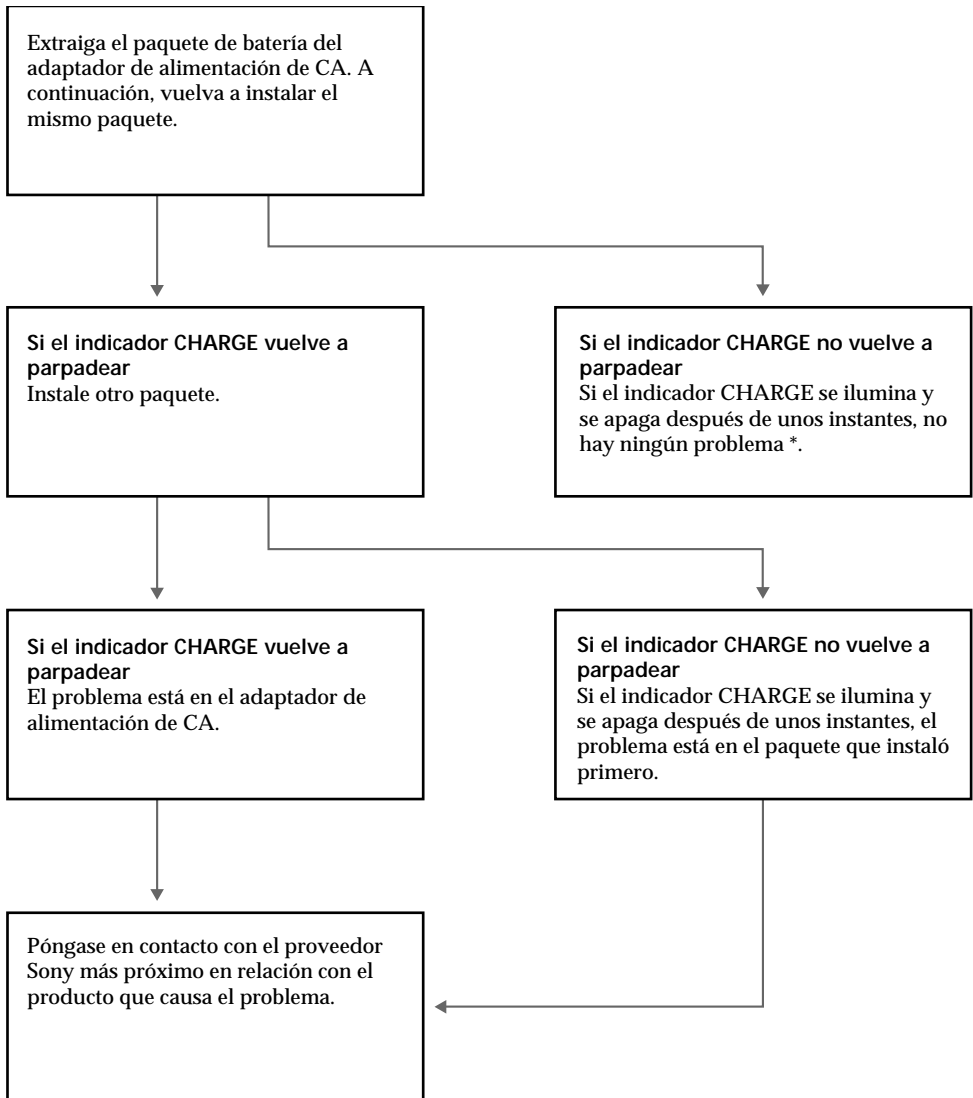 Extraiga el paquete de batería del
adaptador de alimentación de CA. A
continuación, vuelva a instalar el
mismo paquete.
Si el indicador CHARGE vuelve a
parpadear
Instale otro paquete.
Si el indicador CHARGE no vuelve a
parpadear
Si el indicador CHARGE se ilumina y
se apaga después de unos instantes, no
hay ningún problema *.
Si el indicador CHARGE vuelve a
parpadear
El problema está en el adaptador de
alimentación de CA.
Si el indicador CHARGE no vuelve a
parpadear
Si el indicador CHARGE se ilumina y
se apaga después de unos instantes, el
problema está en el paquete que instaló
primero.
Póngase en contacto con el proveedor
Sony más próximo en relación con el
producto que causa el problema.